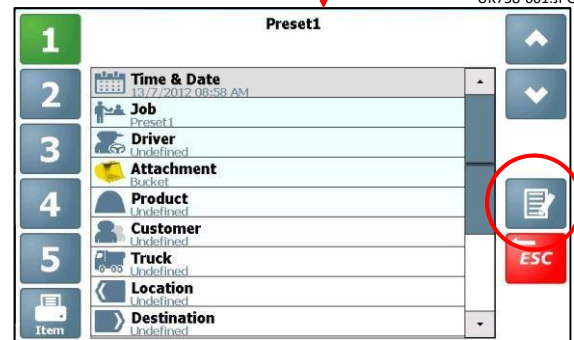 Preset1
1
2
3
4
5
Item
Time & Date
13/7/2012 08:58 AM
Job
Preset1
Driver
Undefined
Attachment
Bucket
Product
Undefined
Customer
Undefined
Truck
Undefined
Location
Undefined
Destination
Undefined
ESC